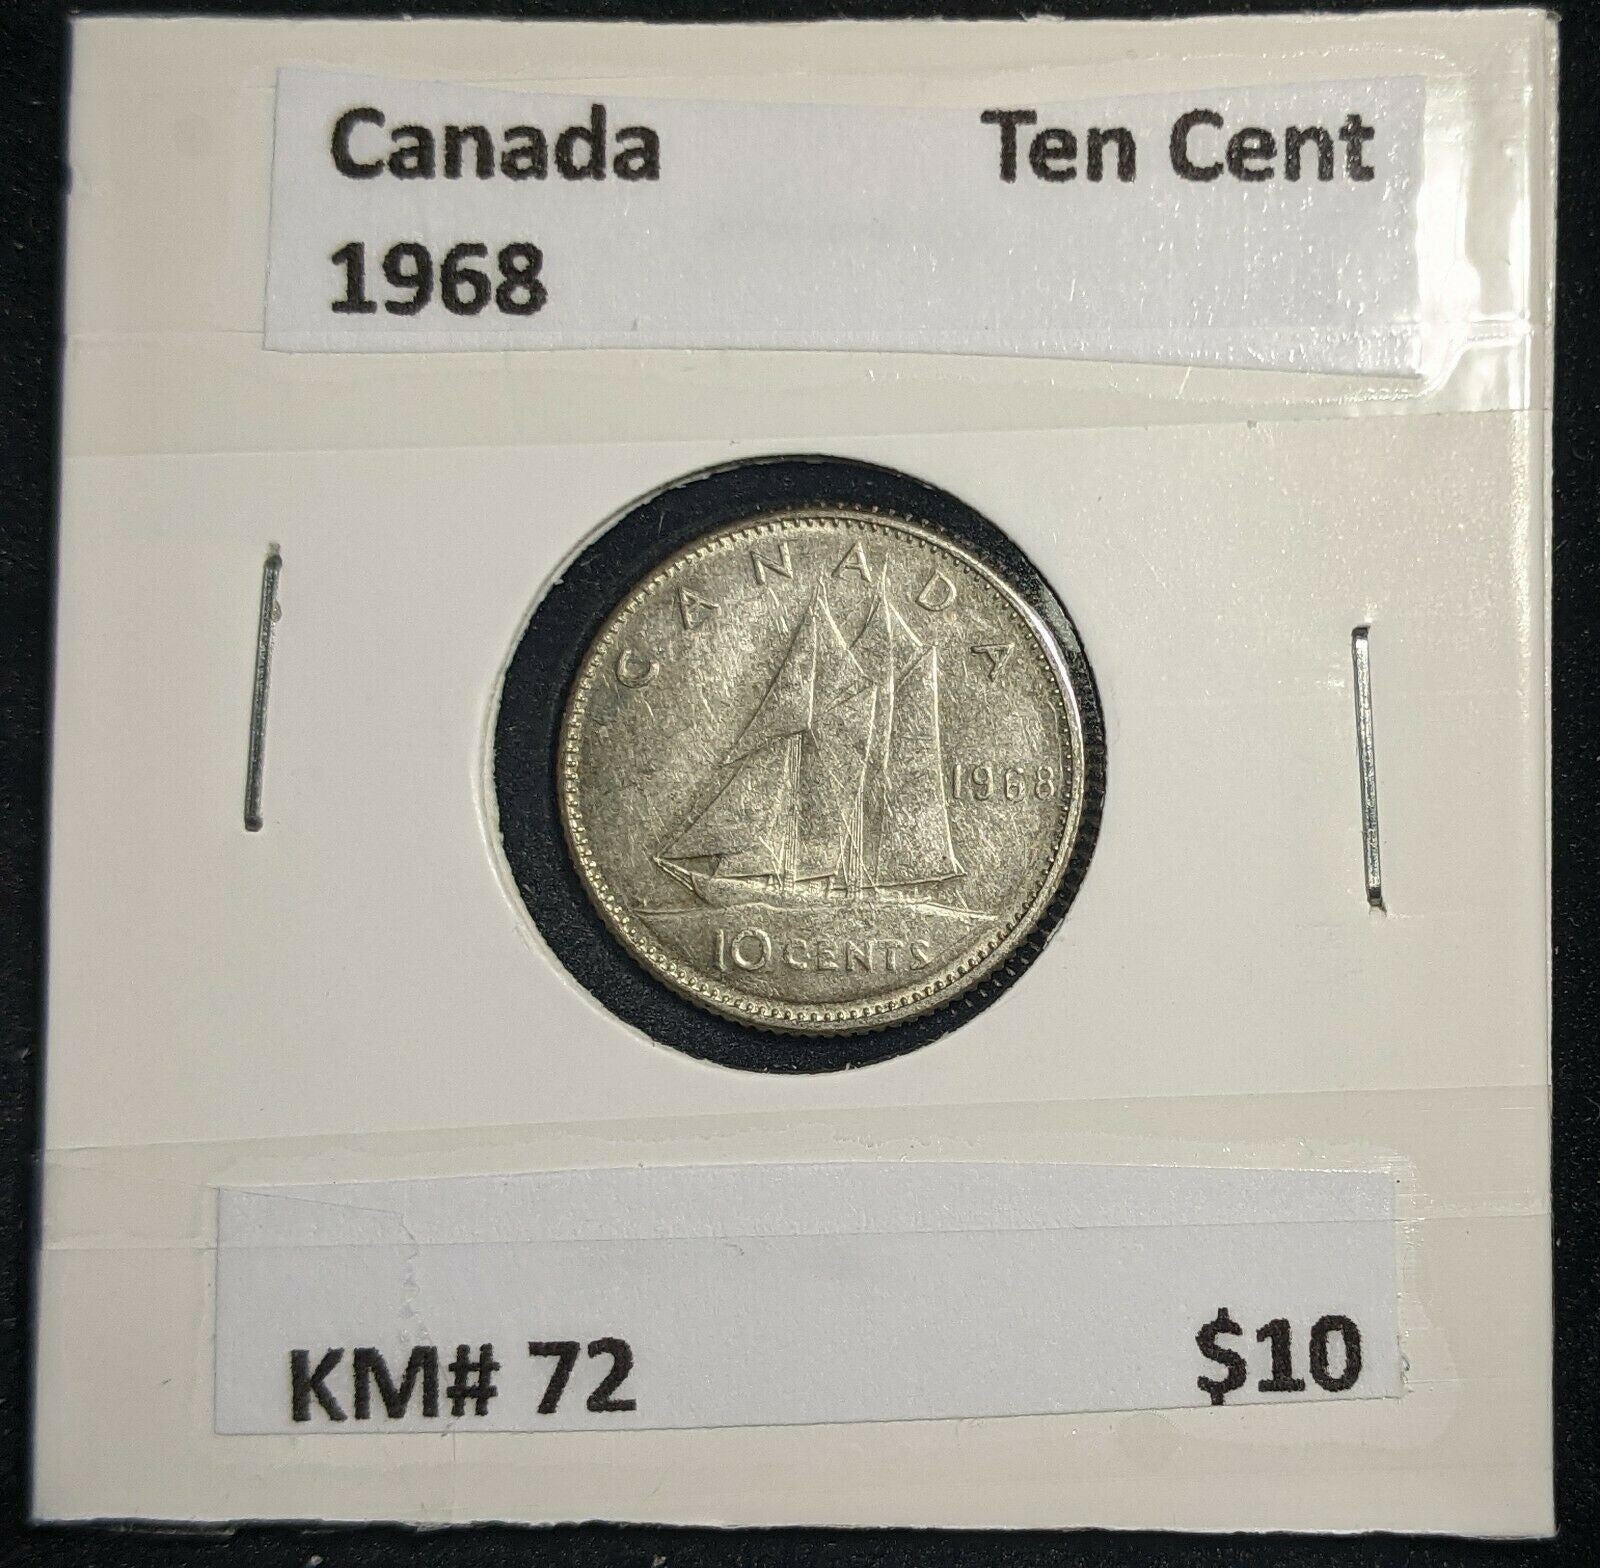 Canada Ten Cent
1968
CANADA
1968
10 CENTS
KM# 72 $10